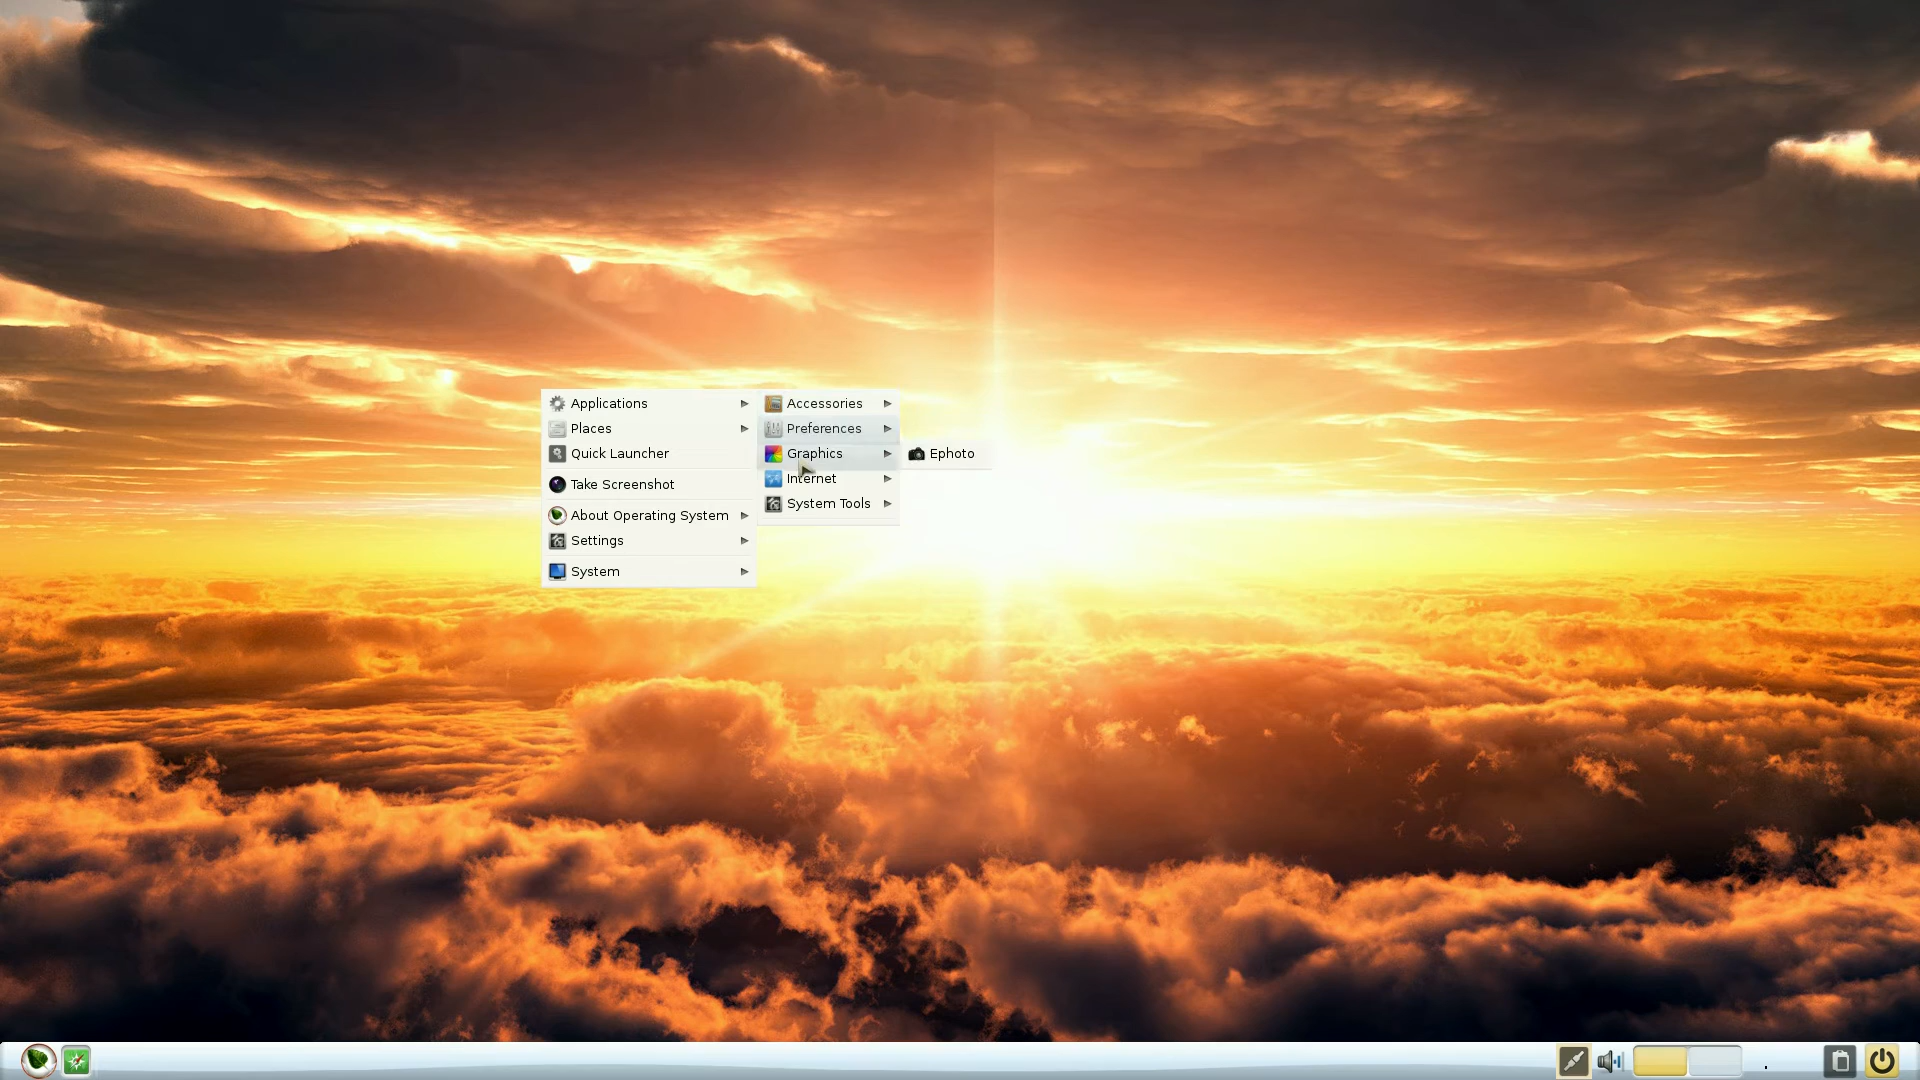 Applications
Places
Quick Launcher
Take Screenshot
About Operating System
Settings
System
Accessories
Preferences
Graphics
Internet
System Tools
Ephoto